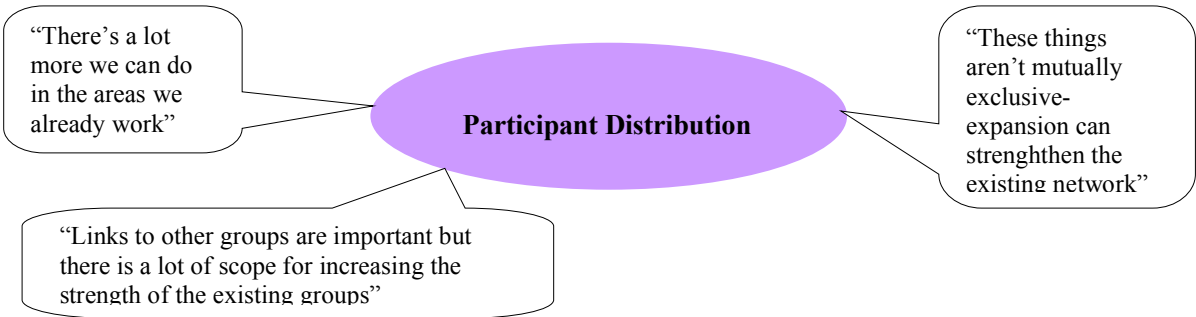 “There’s a lot
more we can do
in the areas we
already work”
Participant Distribution
“These things
aren’t mutually
exclusive-
expansion can
strenghthen the
existing network”
“Links to other groups are important but
there is a lot of scope for increasing the
strength of the existing groups”